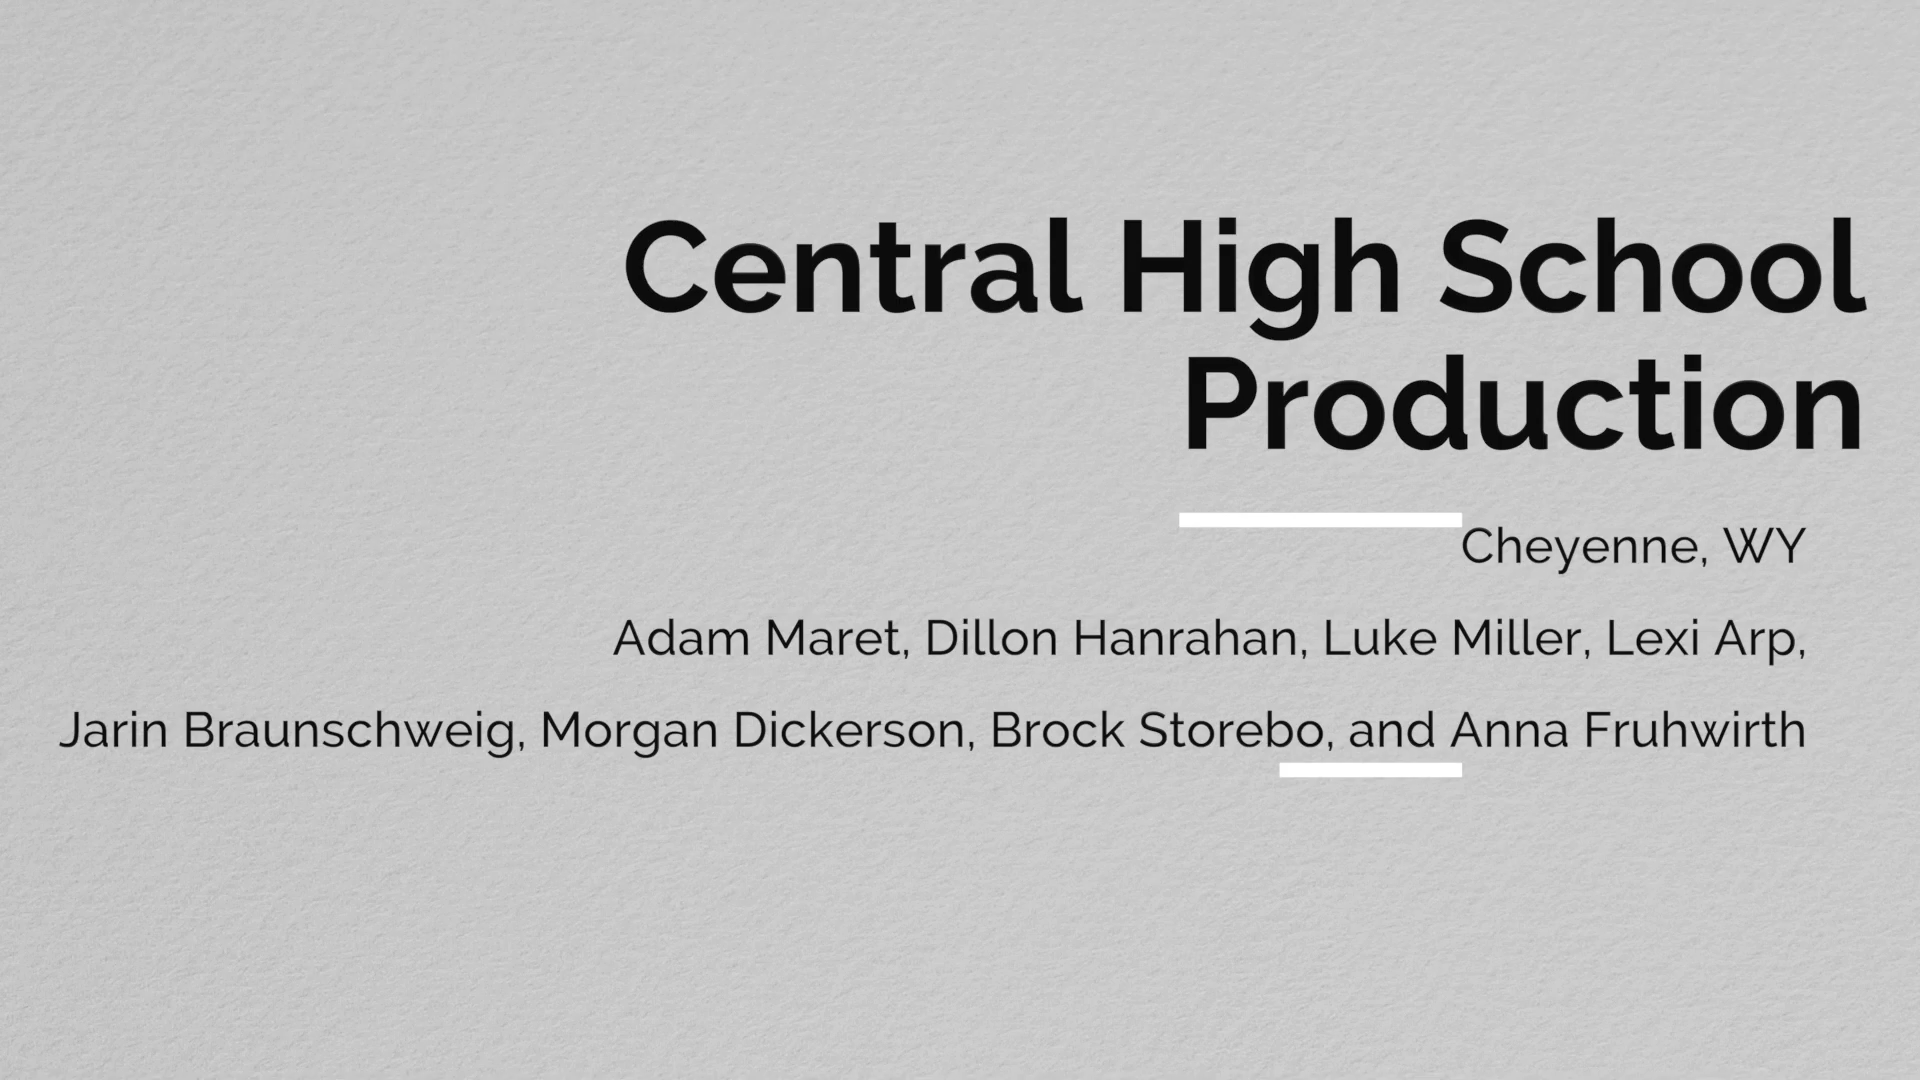 Central High School
Production
Cheyenne, WY
Adam Maret, Dillon Hanrahan, Luke Miller, Lexi Arp,
Jarin Braunschweig, Morgan Dickerson, Brock Storebo, and Anna Fruhwirth